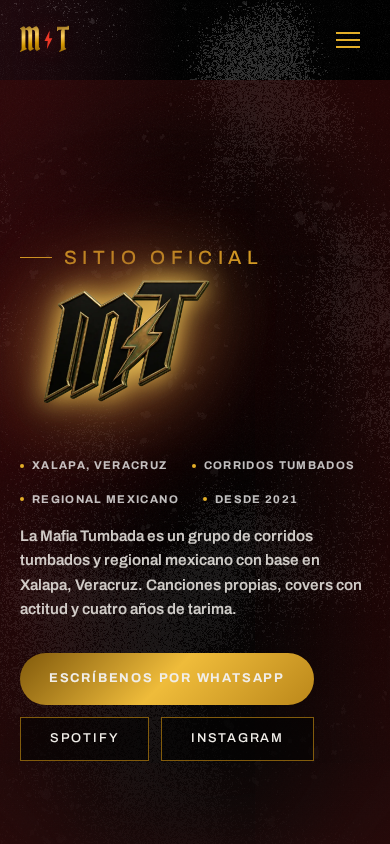 M T
SITIO OFICIAL
MT
XALAPA, VERACRUZ
CORRIDOS TUMBADOS
REGIONAL MEXICANO
DESDE 2021
La Mafia Tumbada es un grupo de corridos
tumbados y regional mexicano con base en
Xalapa, Veracruz. Canciones propias, covers con
actitud y cuatro años de tarima.
ESCRÍBENOS POR WHATSAPP
SPOTIFY
INSTAGRAM